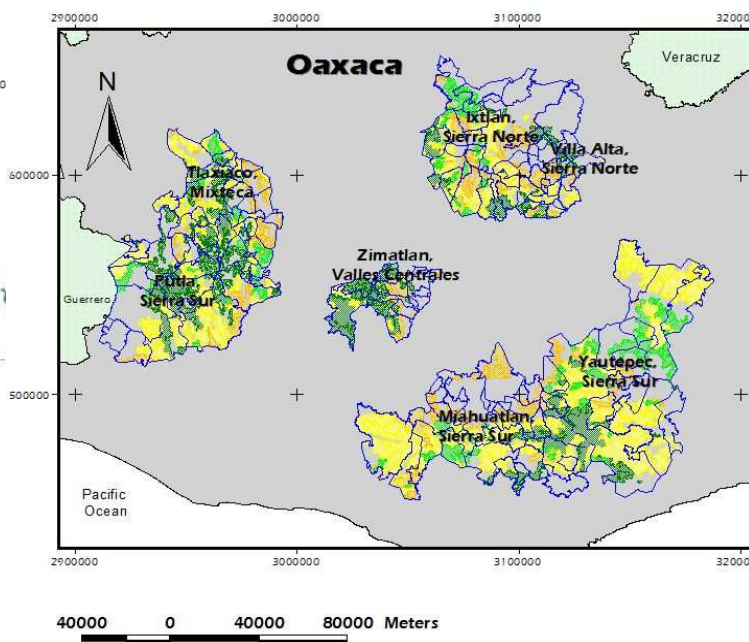 2900000 3000000 3100000 32000
Oaxaca
Veracruz
N
600000
Ixtlan,
Sierra Norte
Villa Alta,
Sierra Norte
Tlaxiaco,
Mixteca
Zimatlan,
Valles Centrales
Putla,
Sierra Sur
Guerrero
Yautepec,
Sierra Sur
500000
Miahuatlan,
Sierra Sur
Pacific
Ocean
2900000 3000000 3100000 32000
40000 0 40000 80000 Meters